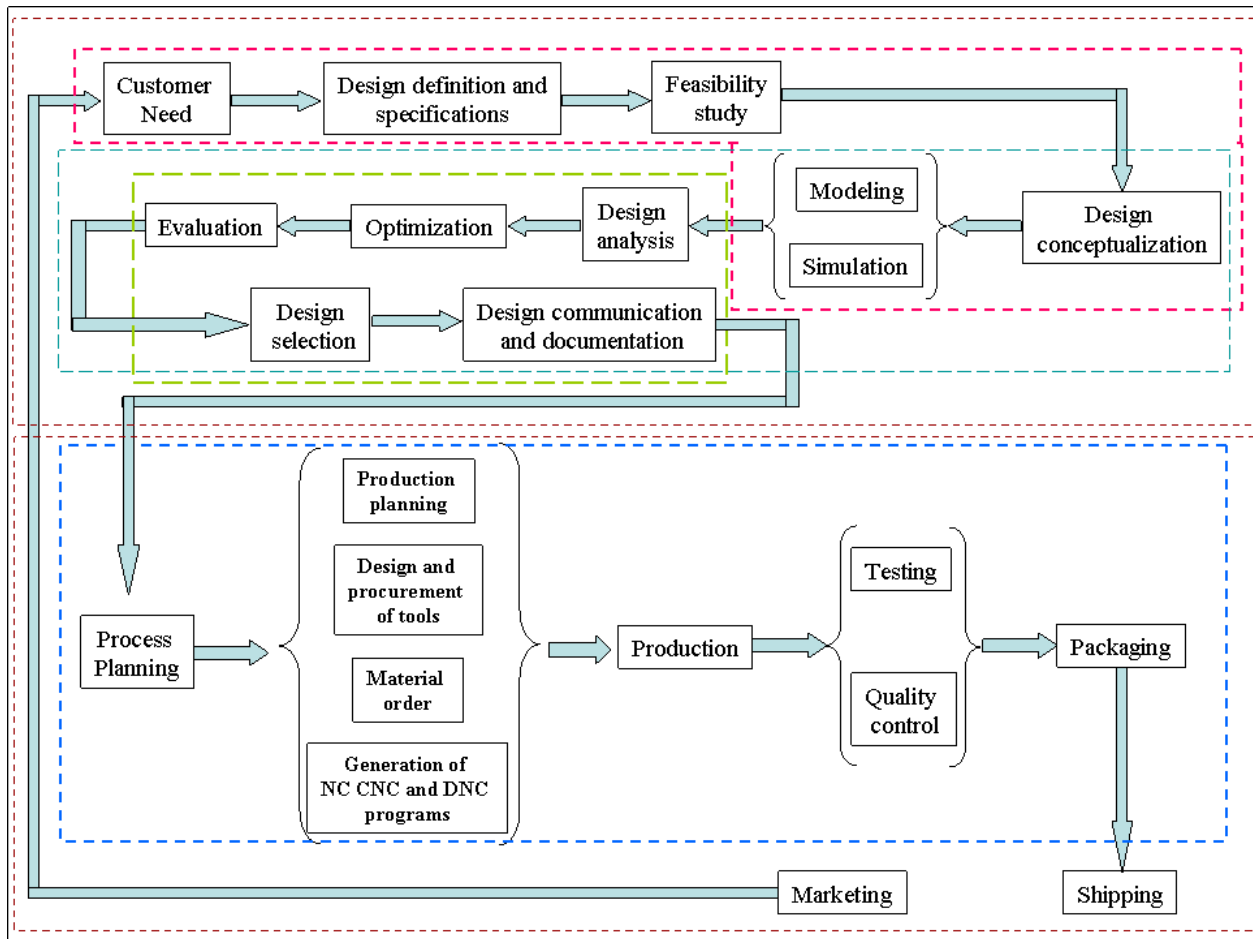 Customer
Need
Design definition and
specifications
Feasibility
study
Modeling
Simulation
Design
conceptualization
Design
analysis
Optimization
Evaluation
Design
selection
Design communication
and documentation
Process
Planning
Production
planning
Design and
procurement
of tools
Material
order
Generation of
NC CNC and DNC
programs
Production
Testing
Quality
control
Packaging
Shipping
Marketing